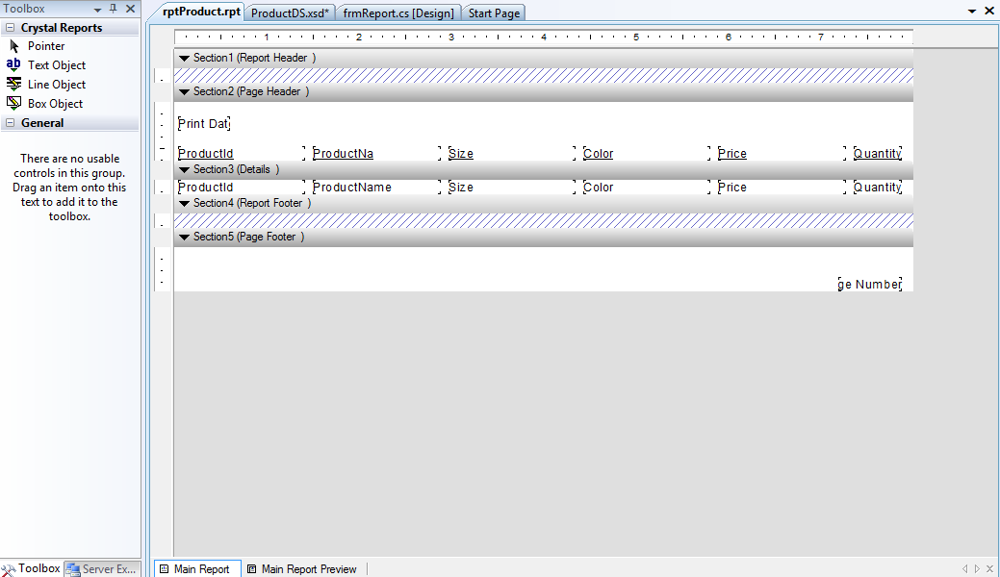 Toolbox
Crystal Reports
Pointer
ab Text Object
Line Object
Box Object
General
There are no usable
controls in this group.
Drag an item onto this
text to add it to the
toolbox.
Toolbox Server Ex...
rptProduct.rpt ProductDS.xsd* frmReport.cs [Design] Start Page
1 2 3 4 5 6 7
Section1 (Report Header )
Section2 (Page Header )
Print Dat
ProductId ProductNa Size Color Price Quantity
Section3 (Details )
ProductId ProductName Size Color Price Quantity
Section4 (Report Footer )
Section5 (Page Footer )
ge Number
Main Report Main Report Preview